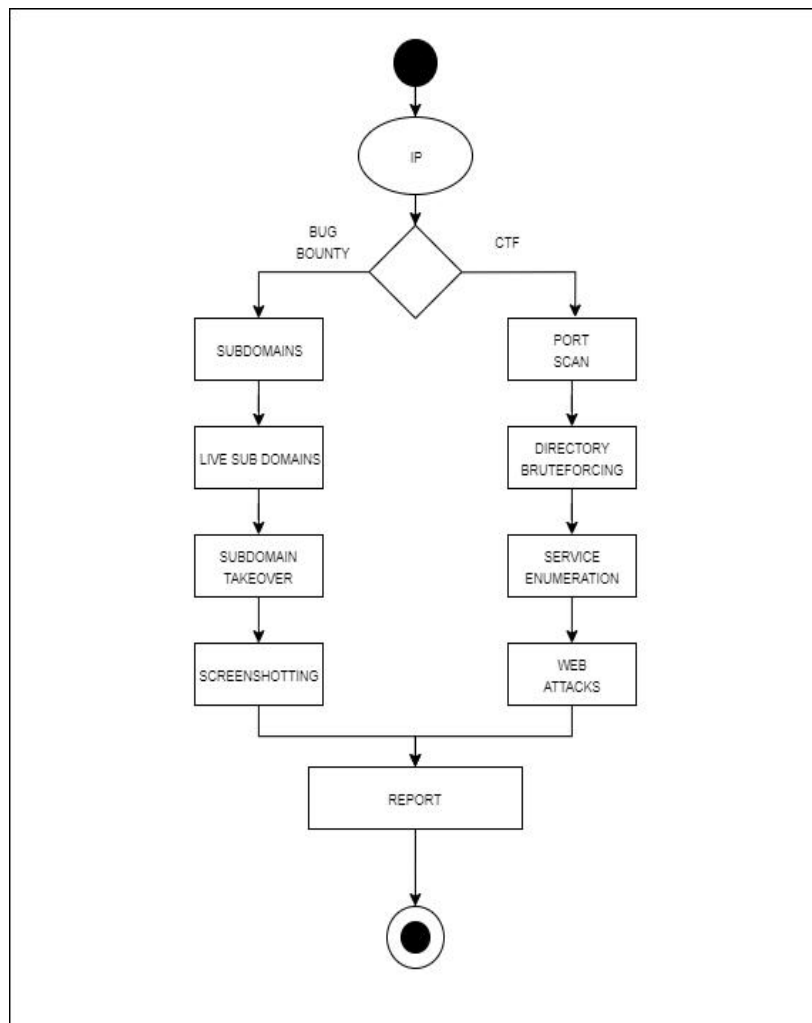 IP
BUG
BOUNTY
CTF
SUBDOMAINS
PORT
SCAN
LIVE SUB DOMAINS
DIRECTORY
BRUTEFORCING
SUBDOMAIN
TAKEOVER
SERVICE
ENUMERATION
SCREENSHOTTING
WEB
ATTACKS
REPORT